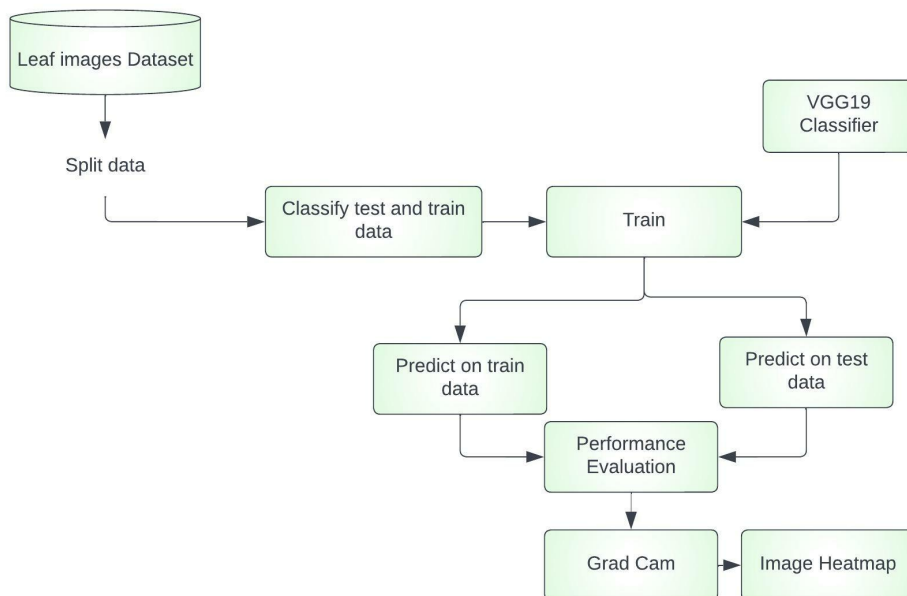 Leaf images Dataset
VGG19
Classifier
Split data
Classify test and train
data
Train
Predict on train
data
Predict on test
data
Performance
Evaluation
Grad Cam
Image Heatmap